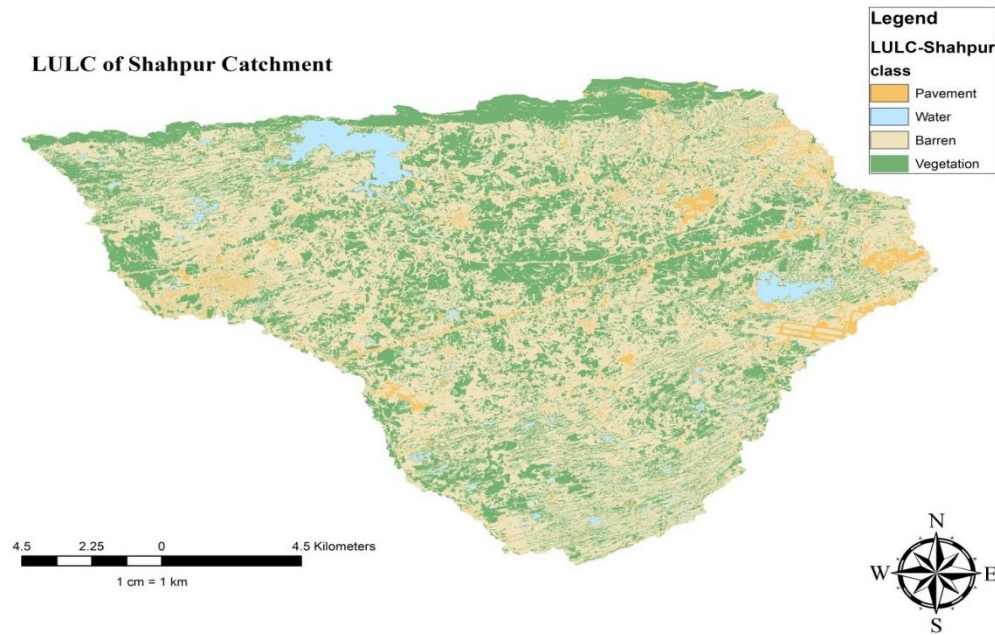 LULC of Shahpur Catchment
Legend
LULC-Shahpur
class
Pavement
Water
Barren
Vegetation
4.5 2.25 0 4.5 Kilometers
1 cm = 1 km
N
W E
S